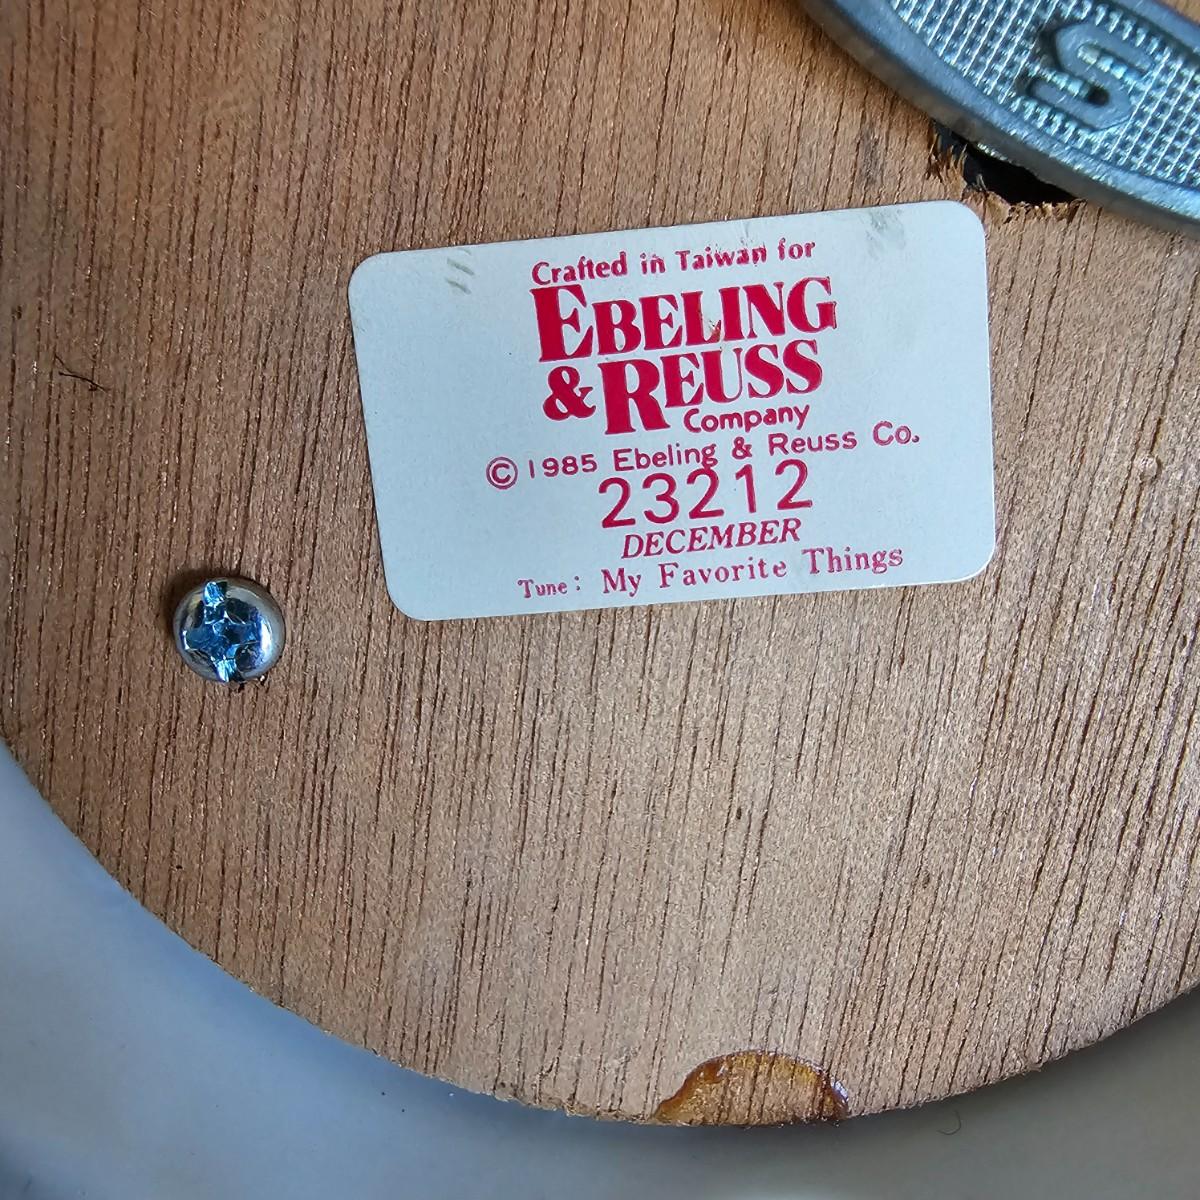 S
Crafted in Taiwan for
EBELING
& REUSS
Company
© 1985 Ebeling & Reuss Co.
23212
DECEMBER
Tune: My Favorite Things